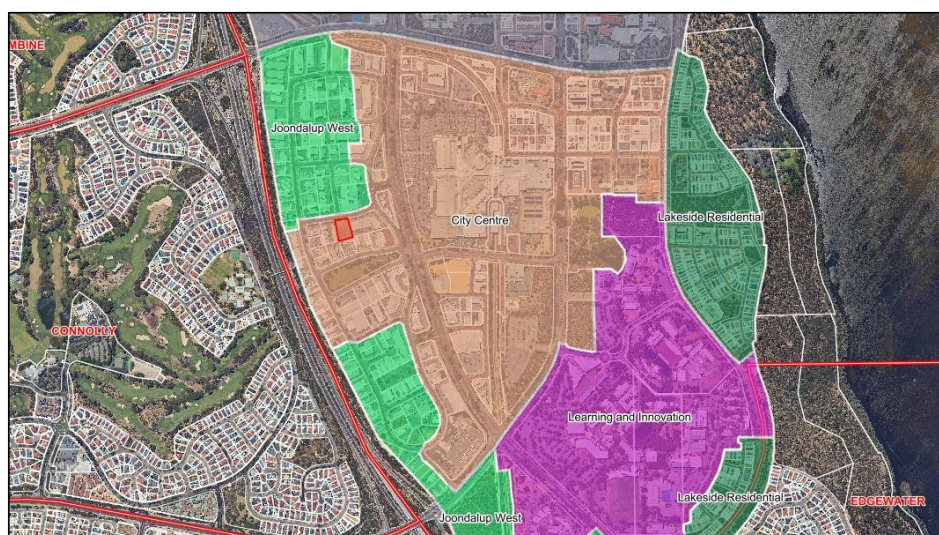 MBINE
Joondalup West
City Centre
Lakeside Residential
CONNOLLY
Learning and Innovation
Lakeside Residential
EDGEWATER
Joondalup West